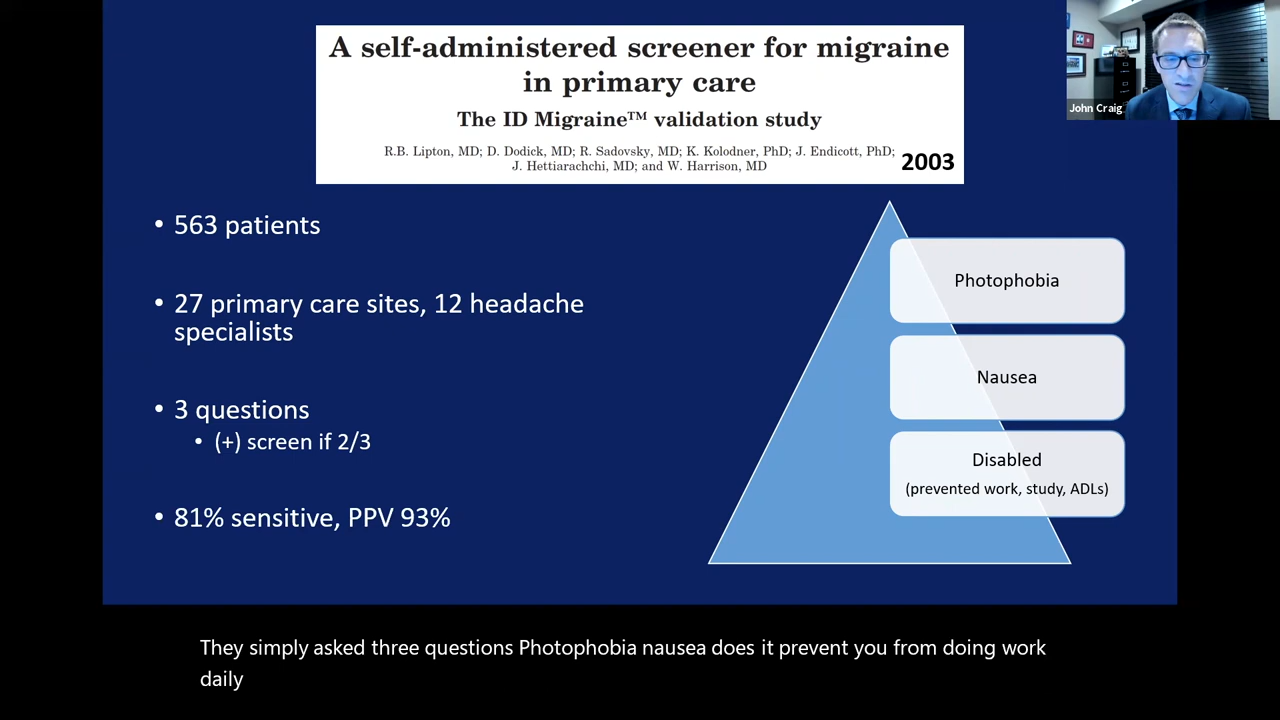 A self-administered screener for migraine
in primary care
The ID Migraine™ validation study
R.B. Lipton, MD; D. Dodick, MD; R. Sadovsky, MD; K. Kolodner, PhD; J. Endicott, PhD;
J. Hettiarachchi, MD; and W. Harrison, MD
2003
John Craig
• 563 patients
• 27 primary care sites, 12 headache
specialists
• 3 questions
• (+) screen if 2/3
• 81% sensitive, PPV 93%
Photophobia
Nausea
Disabled
(prevented work, study, ADLs)
They simply asked three questions Photophobia nausea does it prevent you from doing work
daily